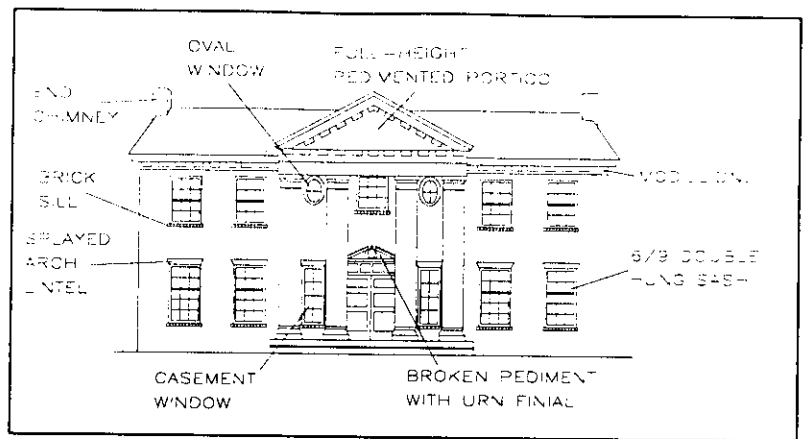 OVAL
WINDOW
FULL-HEIGHT
PEDIMENTED PORTICO
END
CHIMNEY
BRICK
SILL
MODILLIONS
SPLAYED
ARCH
LINTEL
6/9 DOUBLE
HUNG SASH
CASEMENT
WINDOW
BROKEN PEDIMENT
WITH URN FINIAL